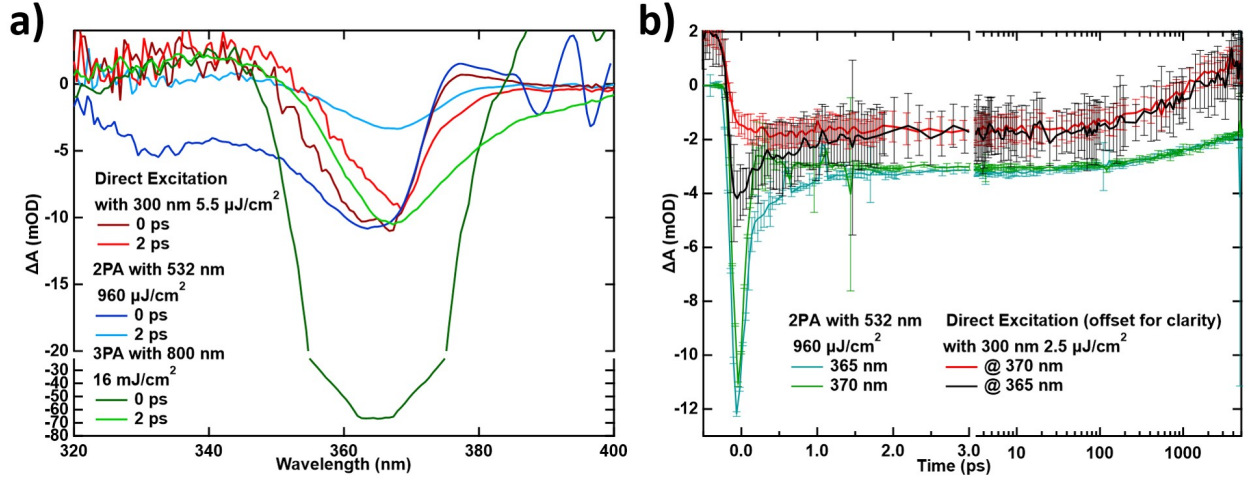 a)
0
-5
-10
-15
-20
-30
-40
-50
-60
-70
-80
ΔA (mOD)
Direct Excitation
with 300 nm 5.5 µJ/cm²
0 ps
2 ps
2PA with 532 nm
960 µJ/cm²
0 ps
2 ps
3PA with 800 nm
16 mJ/cm²
0 ps
2 ps
320
340
360
380
400
Wavelength (nm)
b)
2
0
-2
-4
-6
-8
-10
-12
ΔA (mOD)
2PA with 532 nm
960 µJ/cm²
365 nm
370 nm
Direct Excitation (offset for clarity)
with 300 nm 2.5 µJ/cm²
@ 370 nm
@ 365 nm
0.0
1.0
2.0
3.0
10
100
1000
Time (ps)